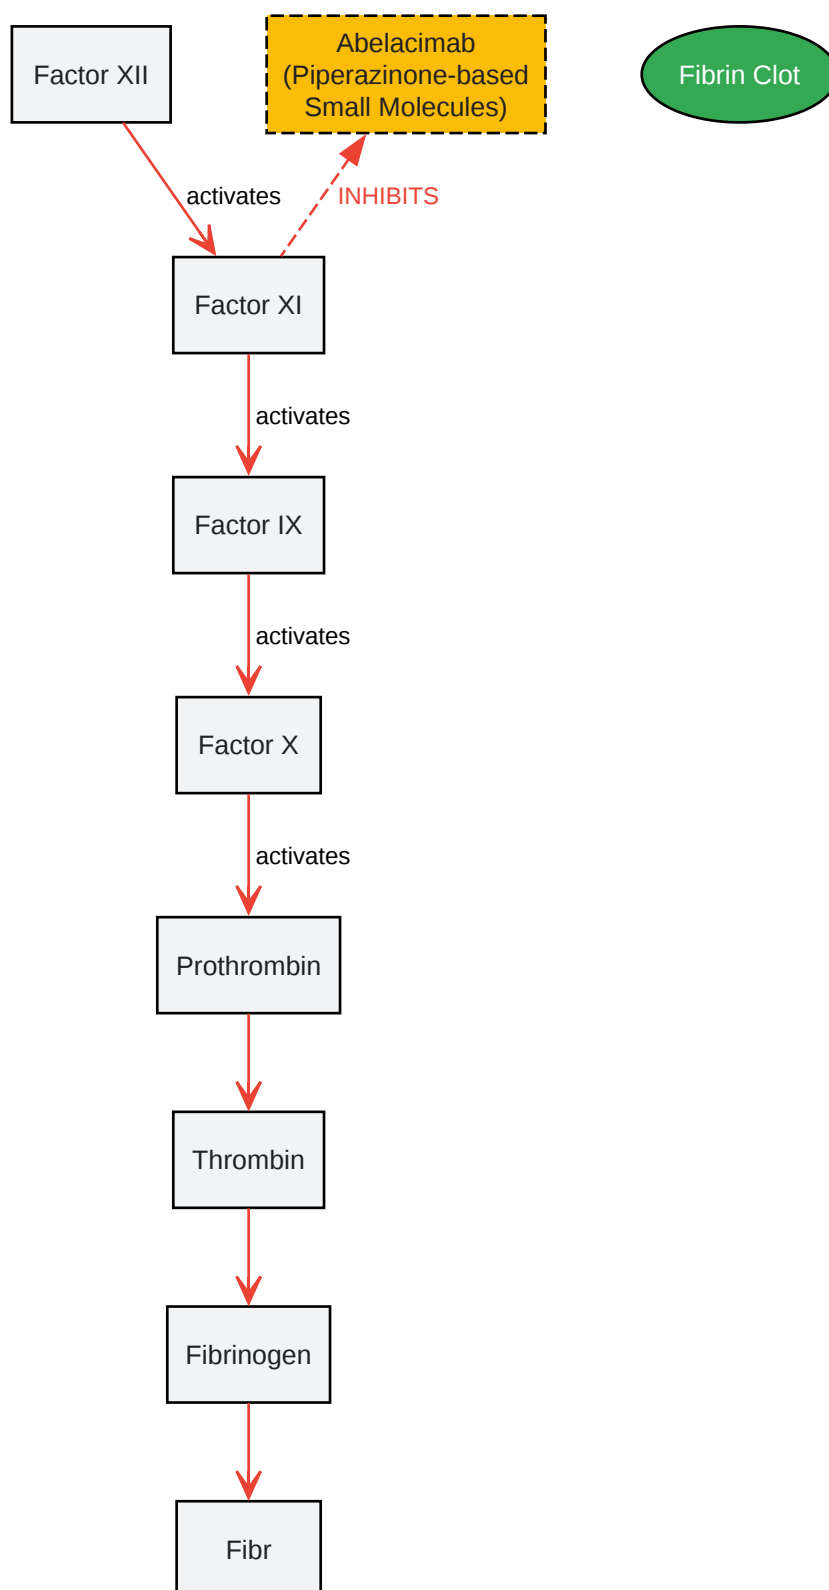 Factor XII
Abelacimab
(Piperazinone-based
Small Molecules)
Fibrin Clot
activates
INHIBITS
Factor XI
activates
Factor IX
activates
Factor X
activates
Prothrombin
Thrombin
Fibrinogen
Fibr